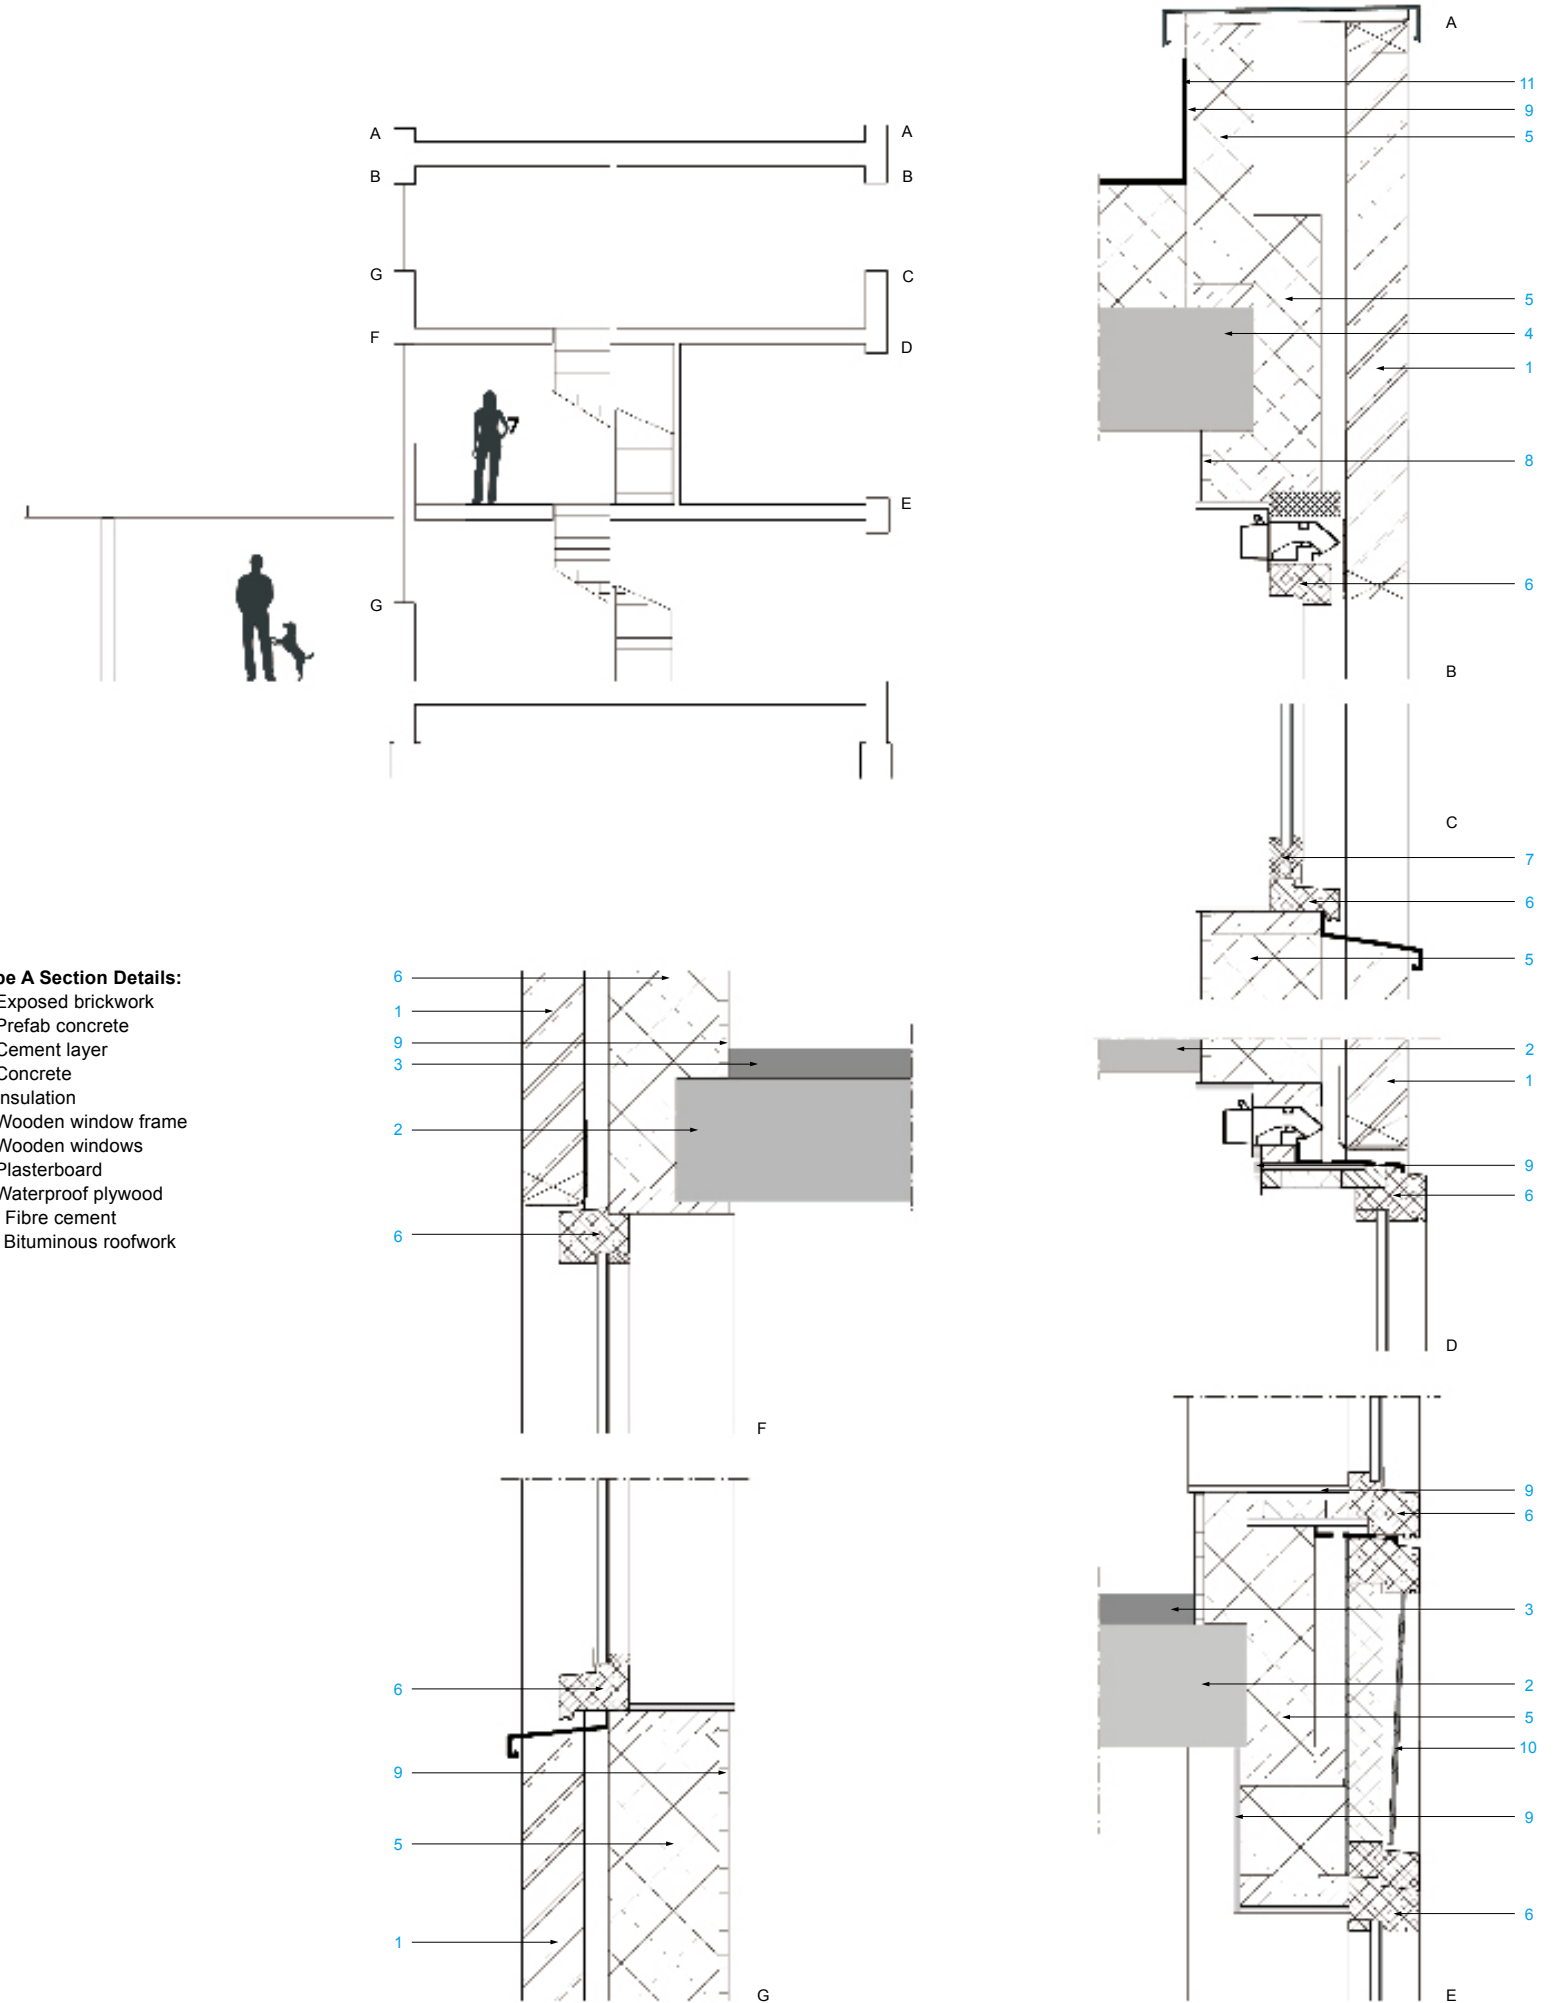 A
11
9
5
A
A
B
B
5
G
C
4
F
D
1
8
E
6
G
B
C
7
6
5
be A Section Details:
Exposed brickwork
Prefab concrete
Cement layer
Concrete
nsulation
Wooden window frame
Wooden windows
Plasterboard
Waterproof plywood
Fibre cement
Bituminous roofwork
6
1
9
3
2
6
F
2
1
9
6
D
6
9
5
1
G
9
6
3
2
5
10
9
6
E